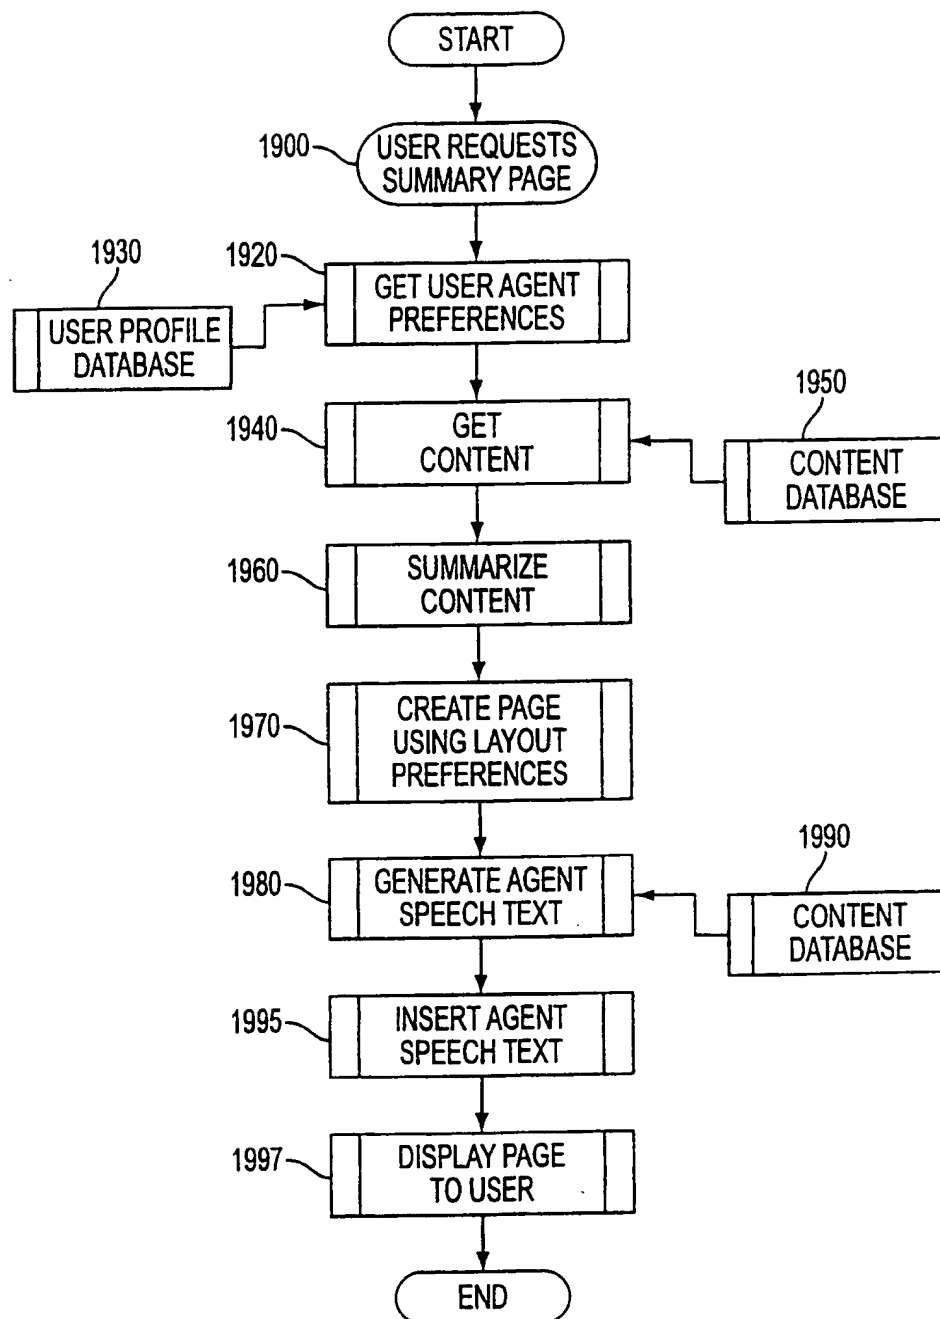 START
1900
USER REQUESTS
SUMMARY PAGE
1930
1920
GET USER AGENT
PREFERENCES
USER PROFILE
DATABASE
1940
GET
CONTENT
1950
CONTENT
DATABASE
1960
SUMMARIZE
CONTENT
1970
CREATE PAGE
USING LAYOUT
PREFERENCES
1980
GENERATE AGENT
SPEECH TEXT
1990
CONTENT
DATABASE
1995
INSERT AGENT
SPEECH TEXT
1997
DISPLAY PAGE
TO USER
END